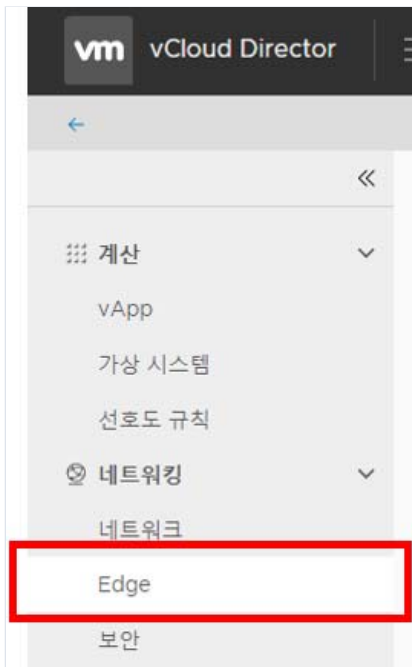 vm vCloud Director
계산
vApp
가상 시스템
선호도 규칙
네트워킹
네트워크
Edge
보안